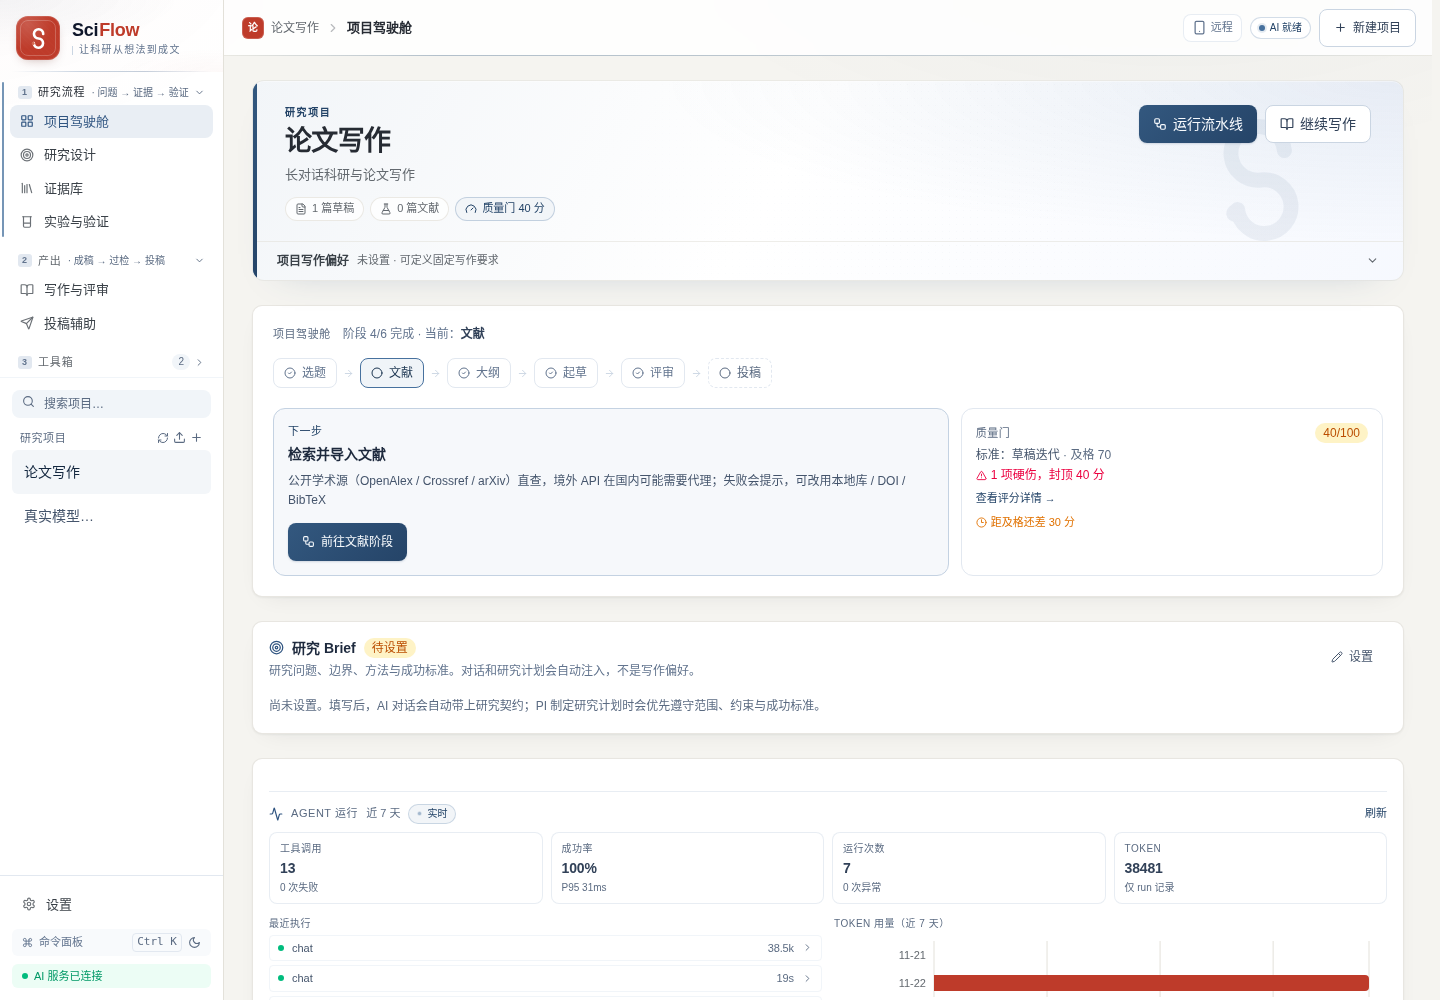 SciFlow
让科研从想法到成文
1 研究流程 · 问题 → 证据 → 验证
项目驾驶舱
研究设计
证据库
实验与验证
2 产出 · 成稿 → 过检 → 投稿
写作与评审
投稿辅助
3 工具箱 2
搜索项目...
研究项目
论文写作
真实模型...
设置
⌘ 命令面板 Ctrl K
AI 服务已连接
论 论文写作 > 项目驾驶舱
远程
AI 就绪
新建项目
研究项目
论文写作
长对话科研与论文写作
1 篇草稿
0 篇文献
质量门 40 分
运行流水线
继续写作
项目写作偏好 未设置 · 可定义固定写作要求
项目驾驶舱 阶段 4/6 完成 · 当前：文献
选题 → 文献 → 大纲 → 起草 → 评审 → 投稿
下一步
检索并导入文献
公开学术源（OpenAlex / Crossref / arXiv）直查，境外 API 在国内可能需要代理；失败会提示，可改用本地库 / DOI /
BibTeX
前往文献阶段
质量门 40/100
标准：草稿迭代 · 及格 70
1 项硬伤，封顶 40 分
查看评分详情 →
距及格还差 30 分
研究 Brief 待设置
研究问题、边界、方法与成功标准。对话和研究计划会自动注入，不是写作偏好。
设置
尚未设置。填写后，AI 对话会自动带上研究契约；PI 制定研究计划时会优先遵守范围、约束与成功标准。
AGENT 运行 近 7 天 实时
刷新
工具调用
13
0 次失败
成功率
100%
P95 31ms
运行次数
7
0 次异常
TOKEN
38481
仅 run 记录
最近执行
chat 38.5k
chat 19s
TOKEN 用量（近 7 天）
11-21
11-22